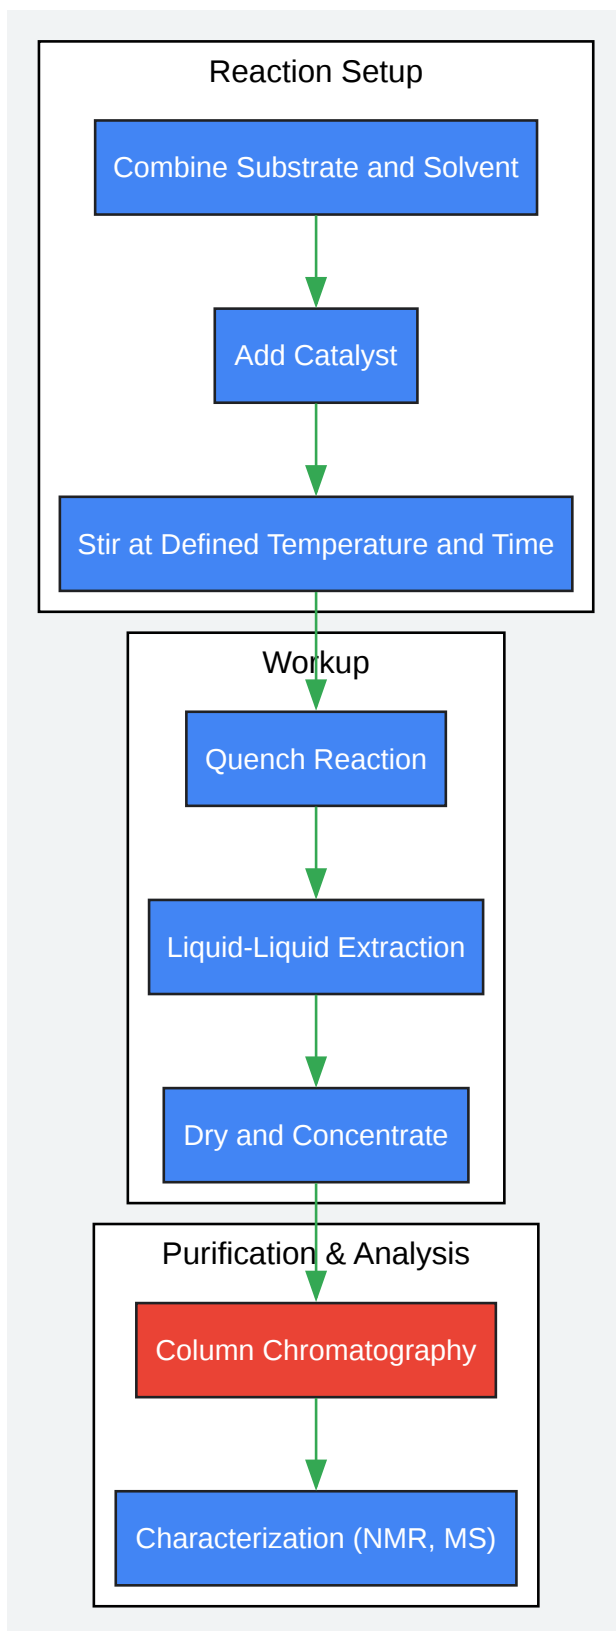 Reaction Setup
Combine Substrate and Solvent
Add Catalyst
Stir at Defined Temperature and Time
Workup
Quench Reaction
Liquid-Liquid Extraction
Dry and Concentrate
Purification & Analysis
Column Chromatography
Characterization (NMR, MS)